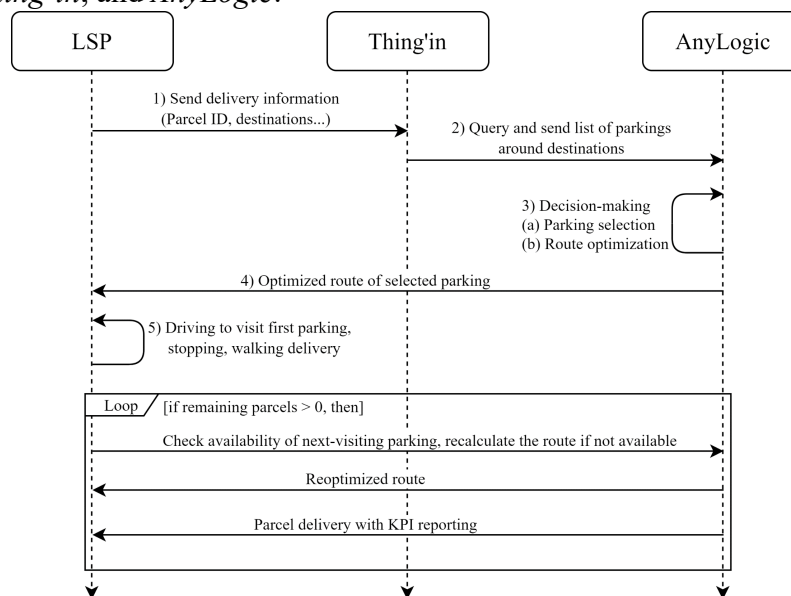 ing-in, and AnyLogic.
LSP
Thing'in
AnyLogic
1) Send delivery information
(Parcel ID, destinations...)
2) Query and send list of parkings
around destinations
3) Decision-making
(a) Parking selection
(b) Route optimization
4) Optimized route of selected parking
5) Driving to visit first parking,
stopping, walking delivery
Loop
[if remaining parcels > 0, then]
Check availability of next-visiting parking, recalculate the route if not available
Reoptimized route
Parcel delivery with KPI reporting